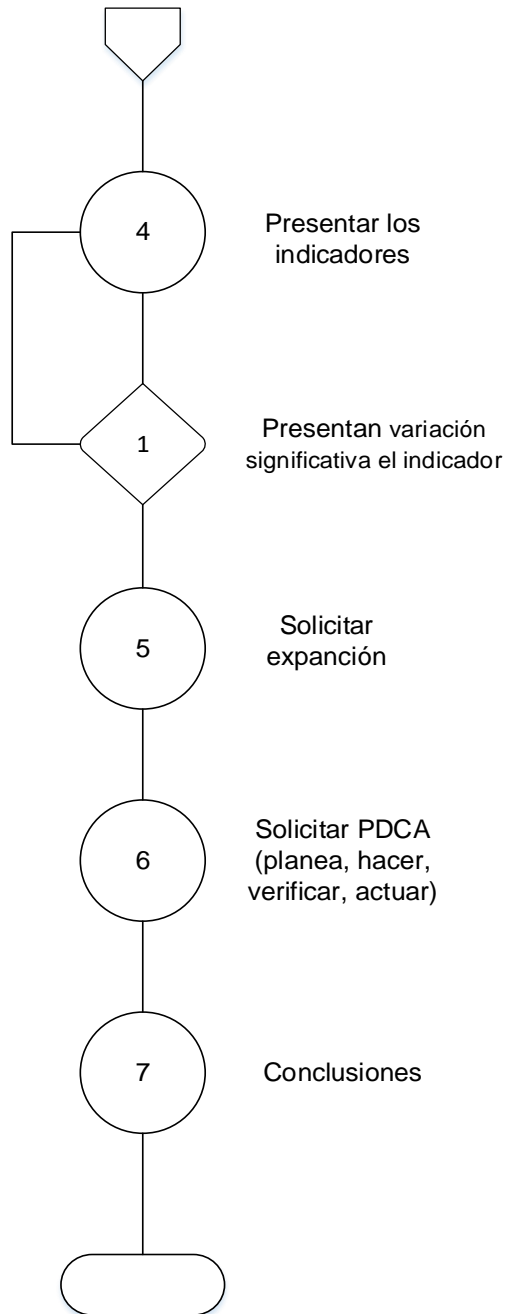 4
Presentar los
indicadores
1
Presentan variación
significativa el indicador
5
Solicitar
expanción
6
Solicitar PDCA
(planea, hacer,
verificar, actuar)
7
Conclusiones